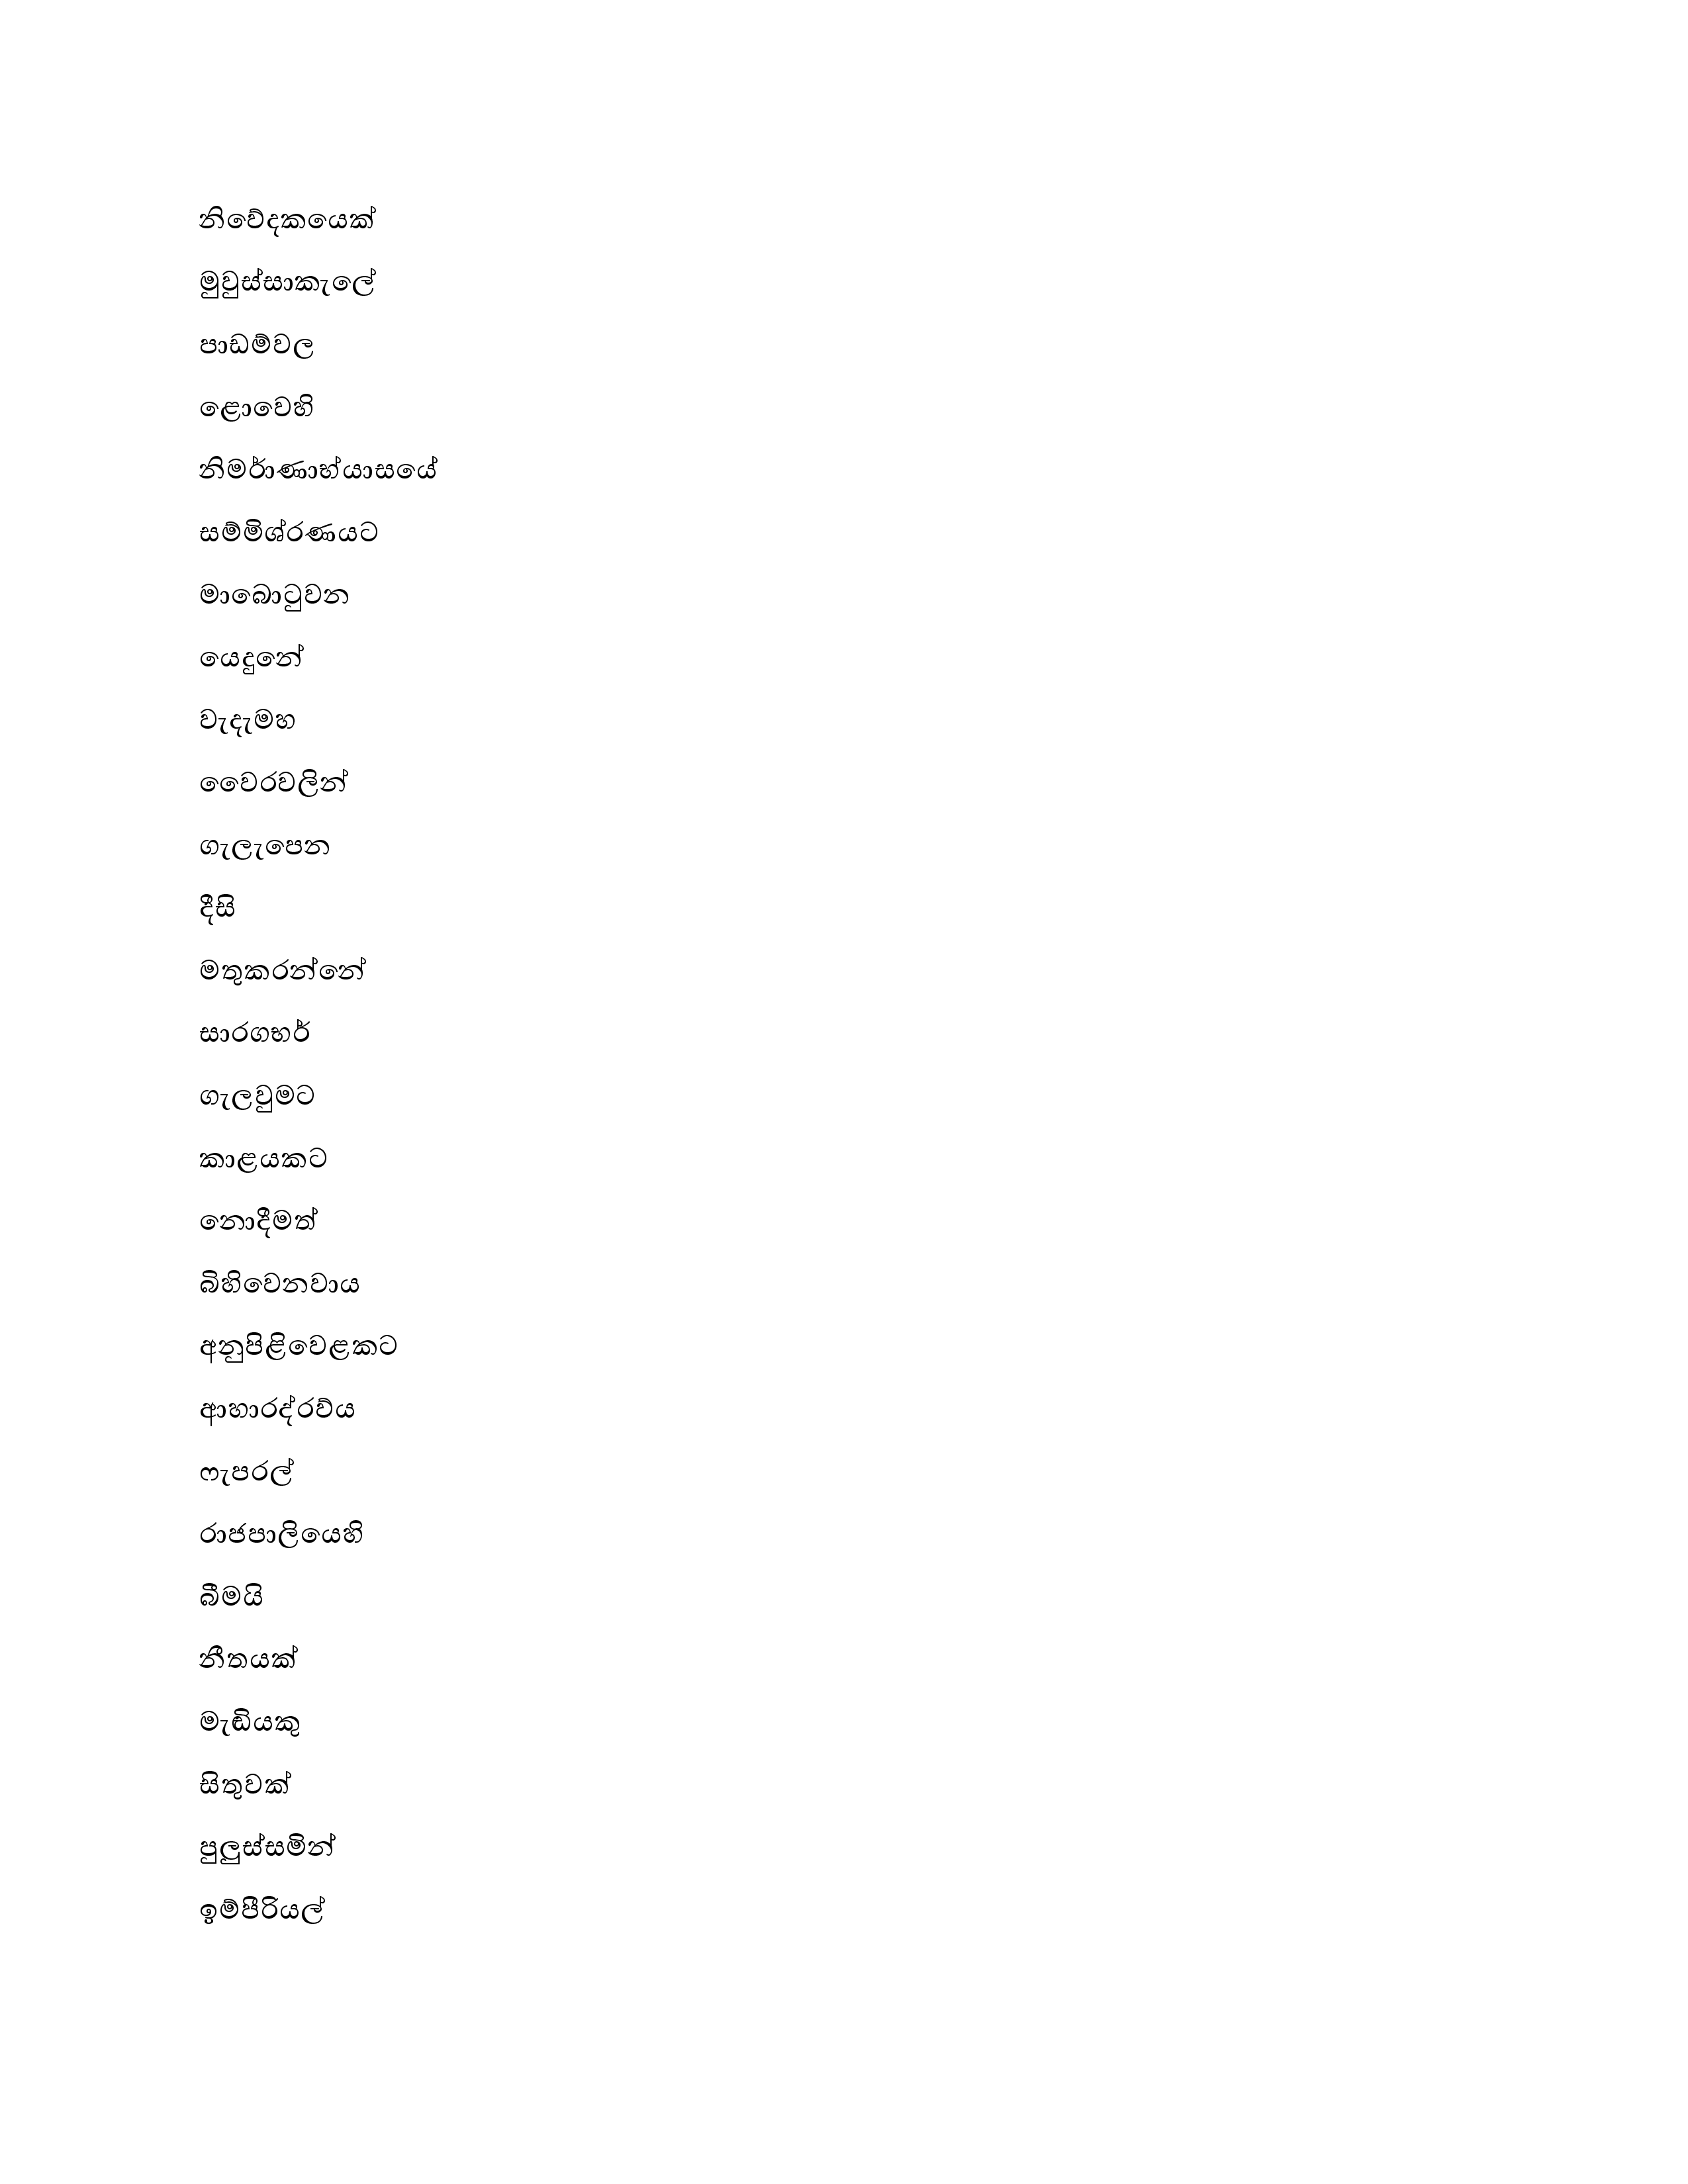 නිවේදකයෙක්
මුවුස්සාකැලේ
පාඩම්වල
ළොවෙහි
නිමර්ාණාභ්යාසයේ
සම්මිශ්රණයට
මාබොටුවන
යෙදුනේ
වැදෑමහ
වෛරවලින්
ගැලැපෙන
දීසි
මතුකරන්නේ
සාරගභර්
ගැලවුමට
කාළයකට
නොදීමත්
බිහිවෙනවාය
අනුපිළිවෙළකට
ආහාරද්රව්ය
ෆැපරල්
රාජපාලියෙහි
බීමයි
නීතයක්
මැඬියකු
සිතුවක්
පුලුස්සමින්
ඉම්පීරියල්